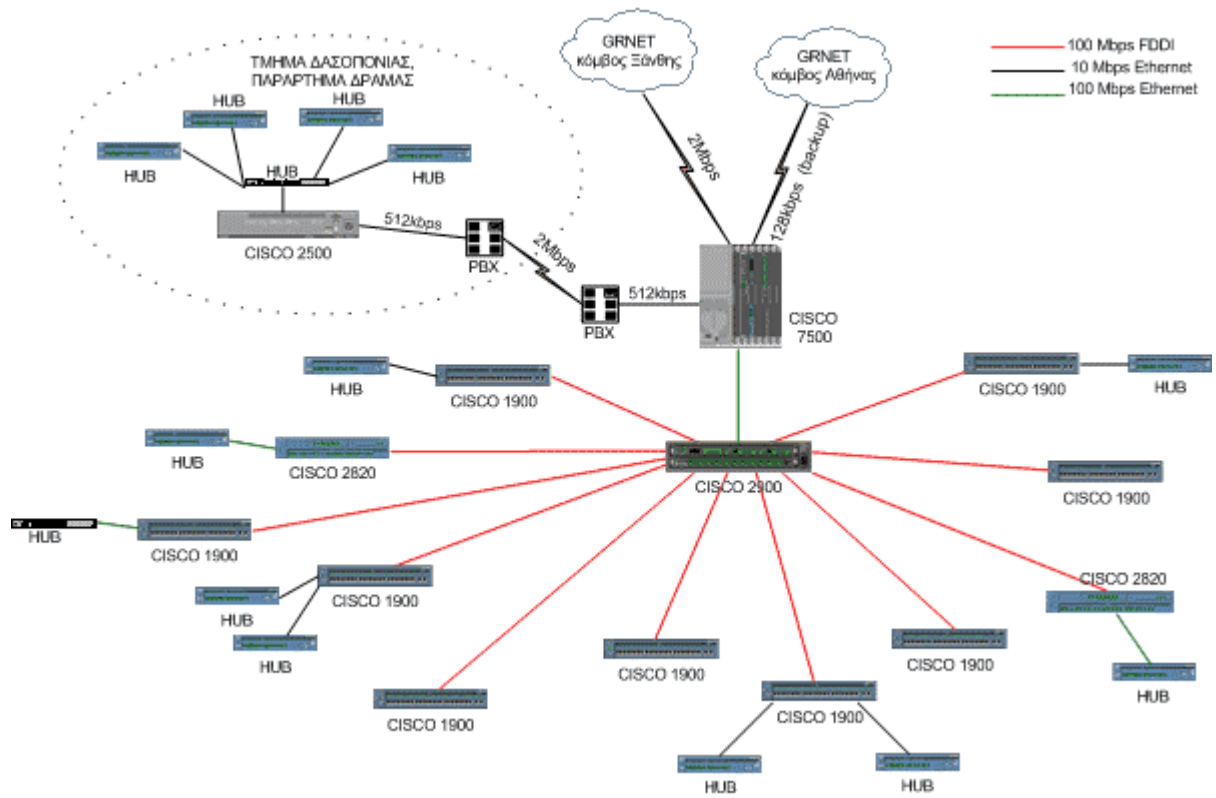 GRNET
κόμβος Ξάνθης
GRNET
κόμβος Αθήνας
100 Mbps FDDI
10 Mbps Ethernet
100 Mbps Ethernet
ΤΜΗΜΑ ΔΑΣΟΠΟΝΙΑΣ,
ΠΑΡΑΡΤΗΜΑ ΔΡΑΜΑΣ
HUB
HUB
HUB
HUB
HUB
CISCO 2500
512kbps
PBX
2Mbps
PBX
512kbps
2Mbps
128kbps (backup)
CISCO
7500
HUB
CISCO 1900
CISCO 1900
HUB
HUB
CISCO 2820
CISCO 2900
CISCO 1900
HUB
CISCO 1900
HUB
CISCO 1900
HUB
CISCO 2820
HUB
CISCO 1900
CISCO 1900
CISCO 1900
CISCO 1900
HUB
HUB